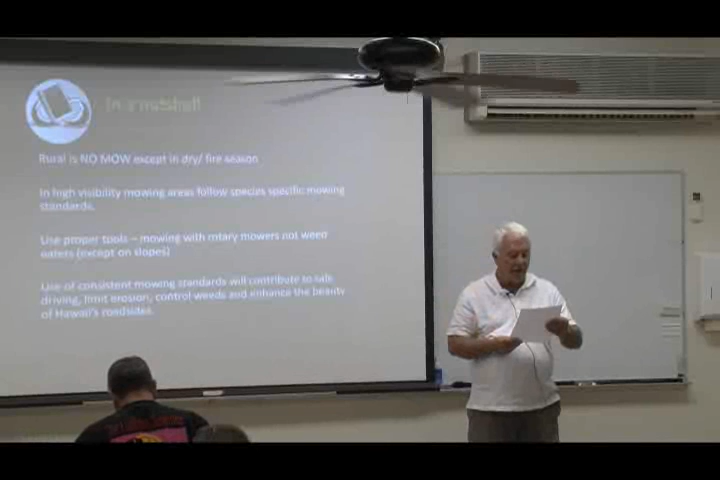 In a nutshell
Rural is NO MOW except in dry/ fire season
In high visibility mowing areas follow species specific mowing
standards.
Use proper tools – mowing with rotary mowers not weed
eaters (except on slopes)
Use of consistent mowing standards will contribute to safe
driving, limit erosion, control weeds and enhance the beauty
of Hawaii's roadsides.